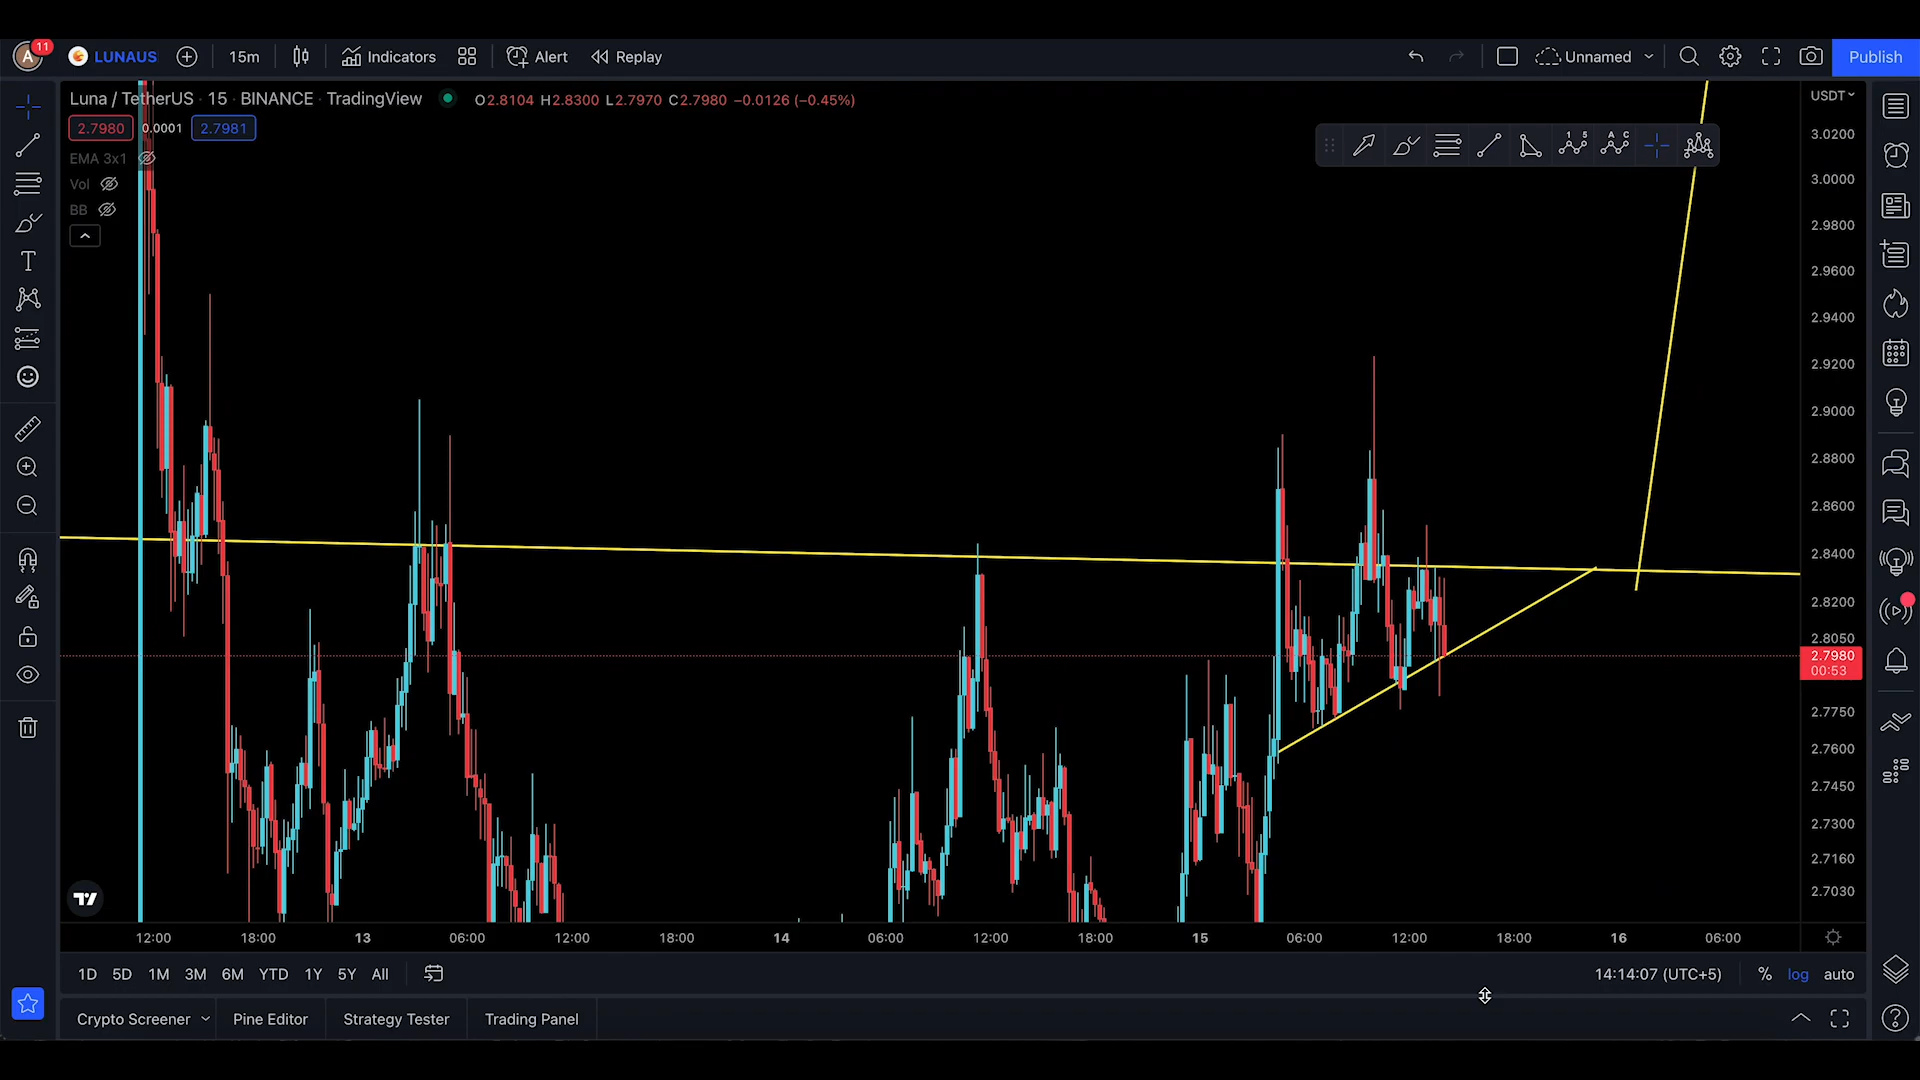 A 11 LUNAUS 15m Indicators Alert Replay Unnamed Publish
Luna / TetherUS · 15 · BINANCE · TradingView O2.8104 H2.8300 L2.7970 C2.7980 −0.0126 (−0.45%)
2.7980 0.0001 2.7981
EMA 3x1
Vol
BB
1 5 A C
USDT
3.0200
3.0000
2.9800
2.9600
2.9400
2.9200
2.9000
2.8800
2.8600
2.8400
2.8200
2.8050
2.7980
00:53
2.7750
2.7600
2.7450
2.7300
2.7160
2.7030
12:00 18:00 13 06:00 12:00 18:00 14 06:00 12:00 18:00 15 06:00 12:00 18:00 16 06:00
1D 5D 1M 3M 6M YTD 1Y 5Y All 14:14:07 (UTC+5) % log auto
Crypto Screener Pine Editor Strategy Tester Trading Panel